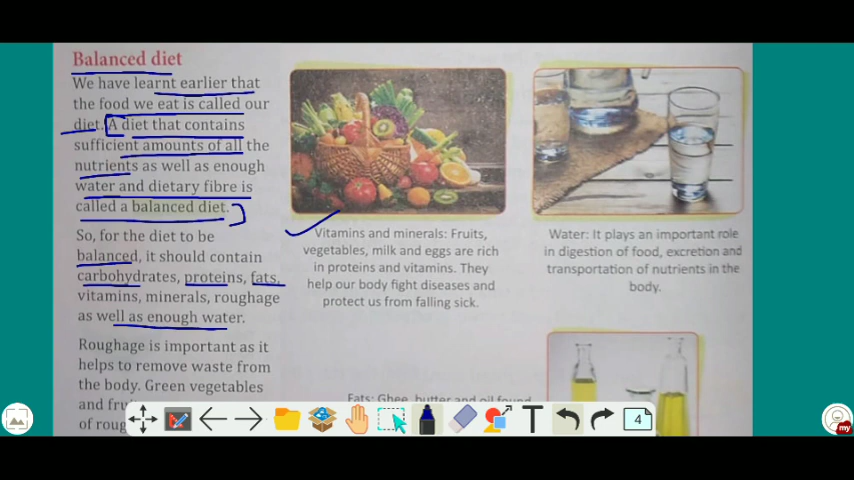 Balanced diet
We have learnt earlier that
the food we eat is called our
diet. A diet that contains
sufficient amounts of all the
nutrients as well as enough
water and dietary fibre is
called a balanced diet.
So, for the diet to be
balanced, it should contain
carbohydrates, proteins, fats,
vitamins, minerals, roughage
as well as enough water.
Roughage is important as it
helps to remove waste from
the body. Green vegetables
and fru
of roug
Vitamins and minerals: Fruits,
vegetables, milk and eggs are rich
in proteins and vitamins. They
help our body fight diseases and
protect us from falling sick.
Water: It plays an important role
in digestion of food, excretion and
transportation of nutrients in the
body.
Fats: Ghee, butter and oil found
T
4
my